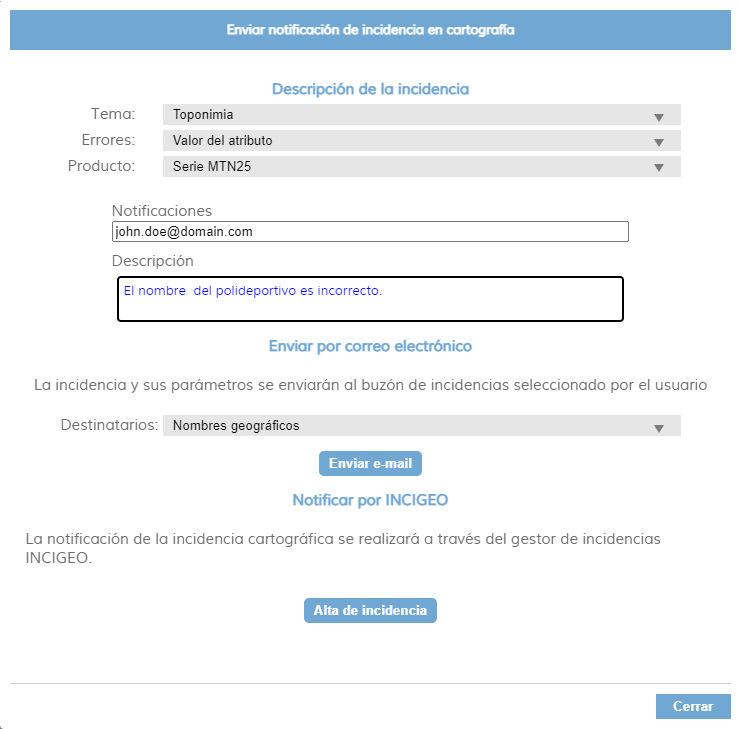 Enviar notificación de incidencia en cartografía
Descripción de la incidencia
Tema: Toponimia
Errores: Valor del atributo
Producto: Serie MTN25
Notificaciones
john.doe@domain.com
Descripción
El nombre  del polideportivo es incorrecto.
Enviar por correo electrónico
La incidencia y sus parámetros se enviarán al buzón de incidencias seleccionado por el usuario
Destinatarios: Nombres geográficos
Enviar e-mail
Notificar por INCIGEO
La notificación de la incidencia cartográfica se realizará a través del gestor de incidencias
INCIGEO.
Alta de incidencia
Cerrar